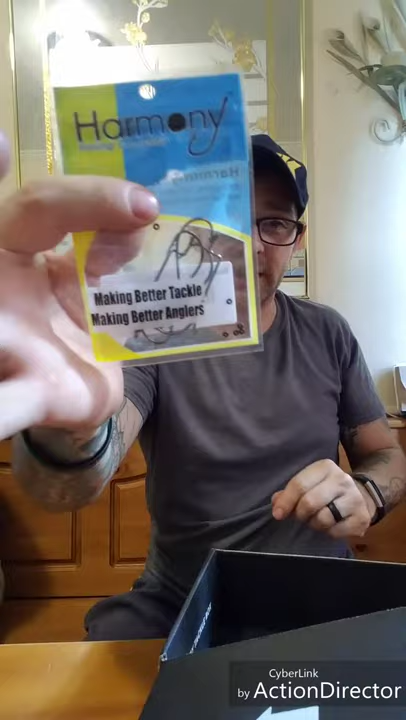 Harmony
Making Better Tackle
Making Better Anglers
CyberLink
by ActionDirector